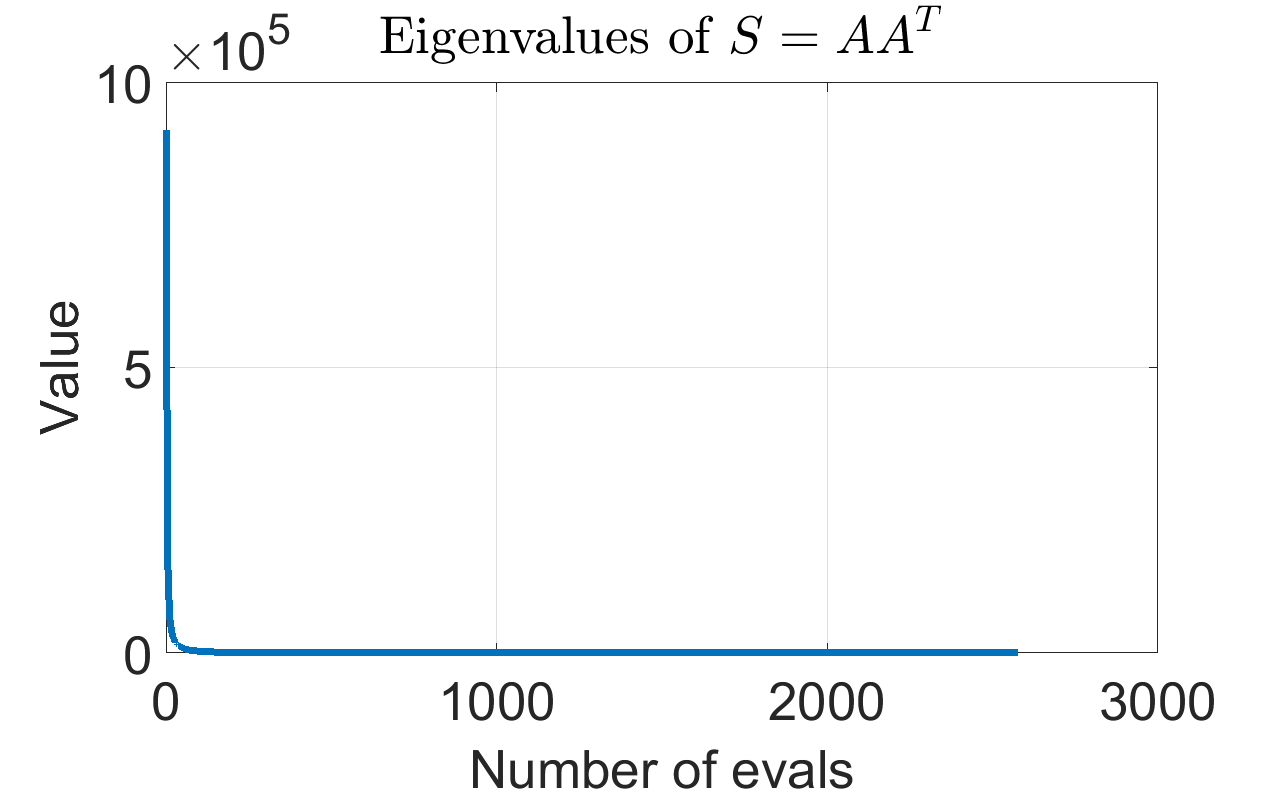 Eigenvalues of S = AA^T
×10^5
10
5
0
Value
0 1000 2000 3000
Number of evals